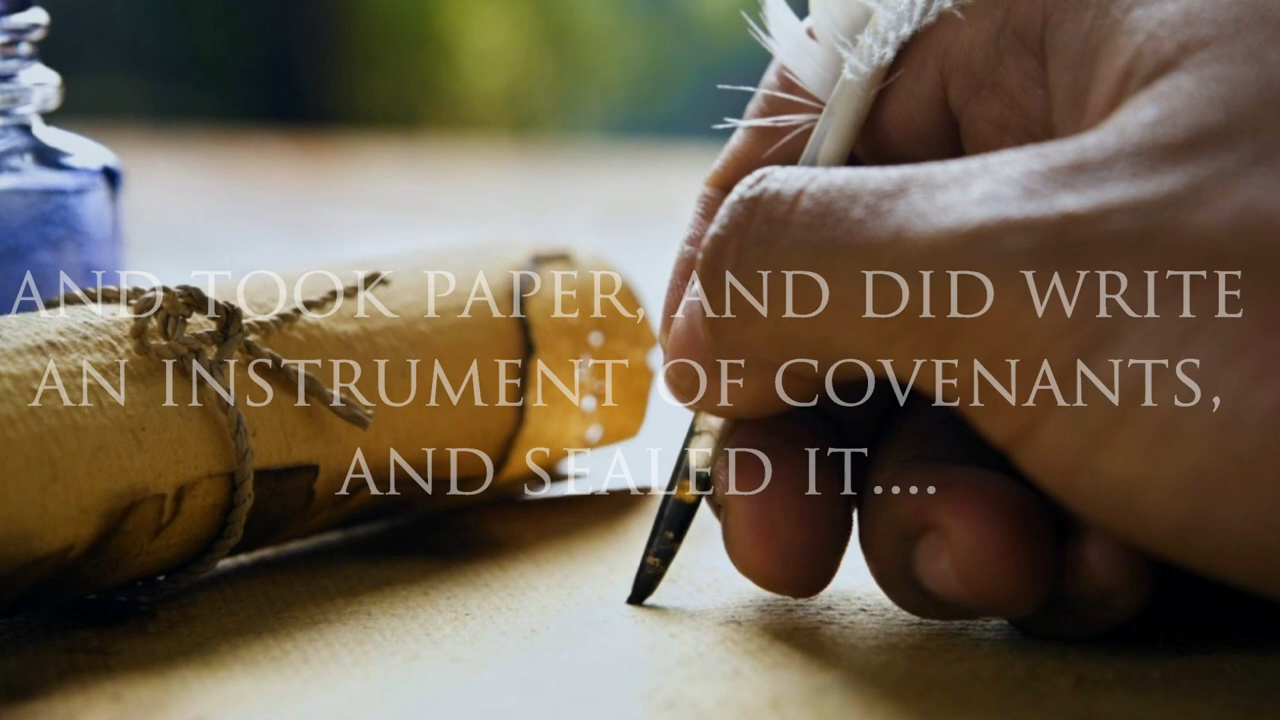 AND TOOK PAPER, AND DID WRITE
AN INSTRUMENT OF COVENANTS,
AND SEALED IT....